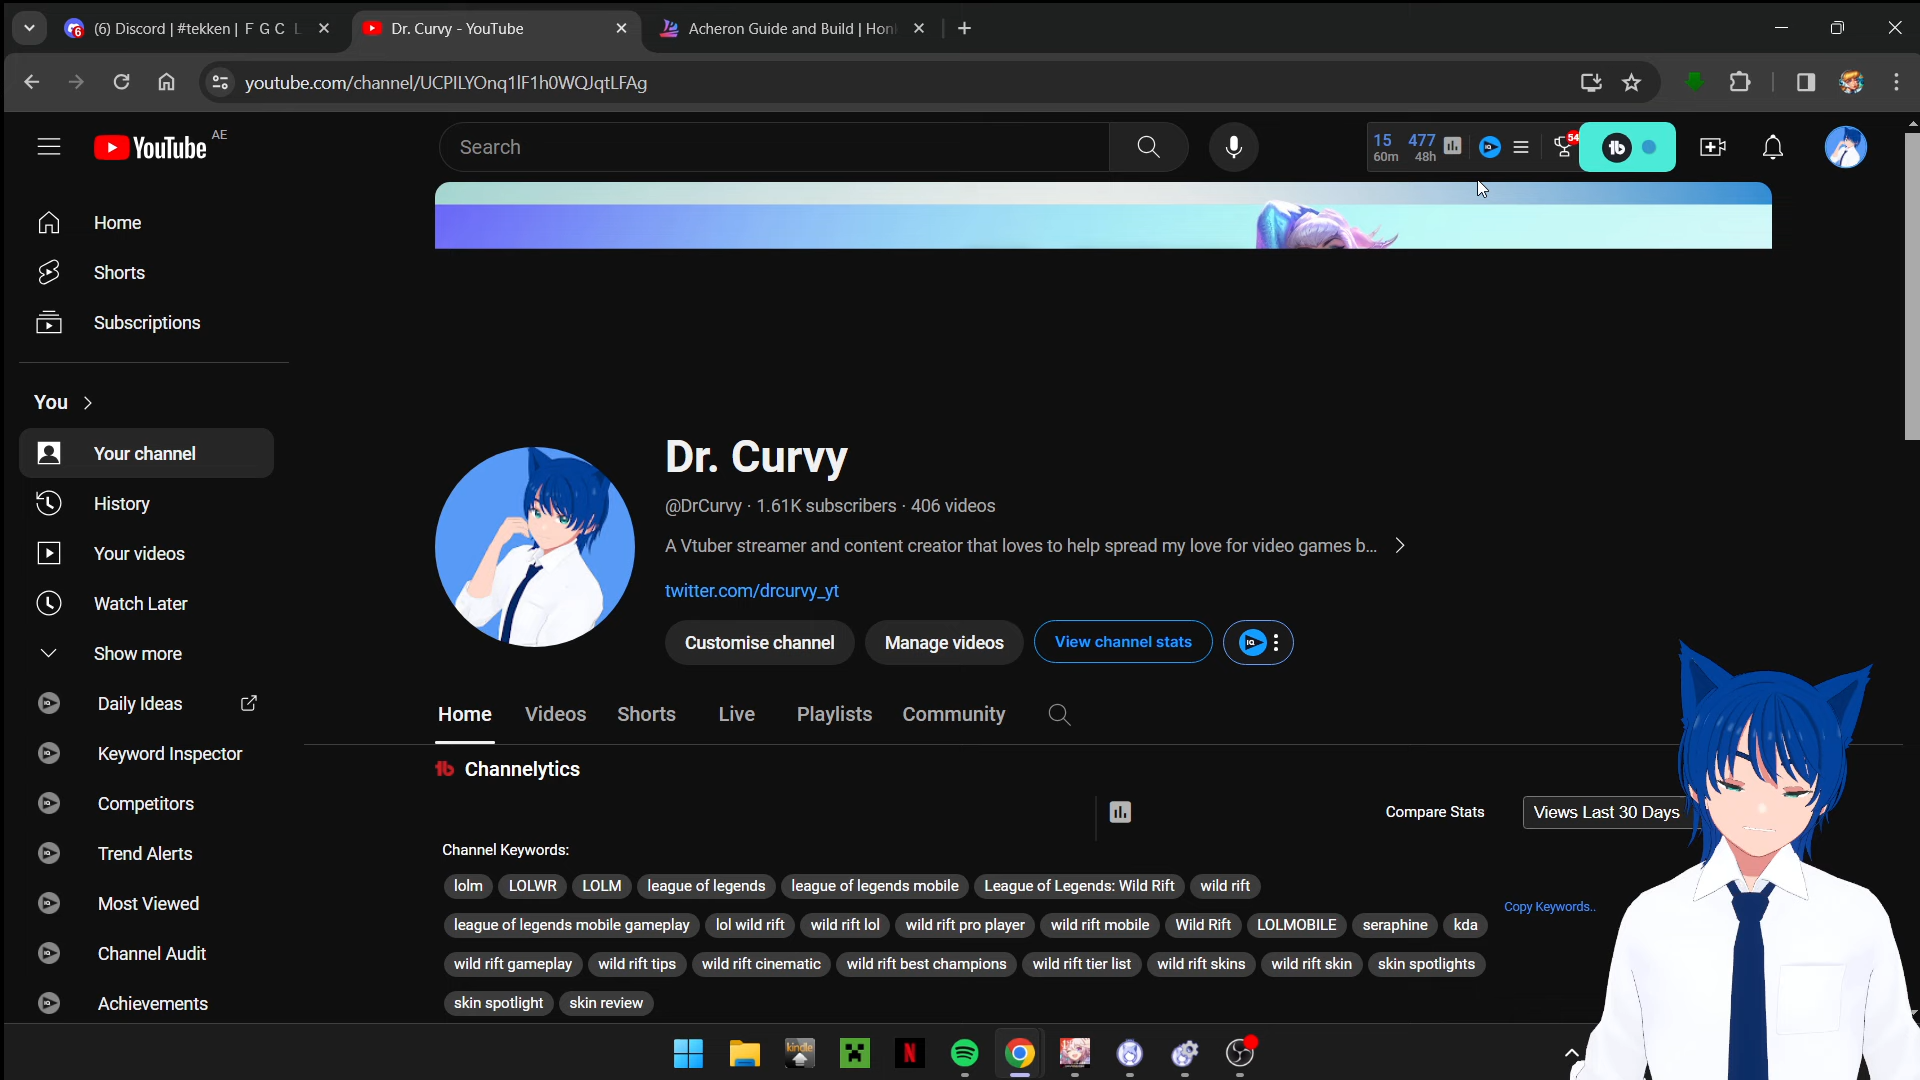 (6) Discord | #tekken | F G C L
Dr. Curvy - YouTube
Acheron Guide and Build | Honk
youtube.com/channel/UCPILYOnq1lF1h0WQJqtLFAg
YouTube AE
Search
15 477
60m 48h
54
Home
Shorts
Subscriptions
You
Your channel
History
Your videos
Watch Later
Show more
Daily Ideas
Keyword Inspector
Competitors
Trend Alerts
Most Viewed
Channel Audit
Achievements
Dr. Curvy
@DrCurvy · 1.61K subscribers · 406 videos
A Vtuber streamer and content creator that loves to help spread my love for video games b...
twitter.com/drcurvy_yt
Customise channel Manage videos View channel stats
Home Videos Shorts Live Playlists Community
Channelytics
Compare Stats Views Last 30 Days
Channel Keywords:
lolm LOLWR LOLM league of legends league of legends mobile League of Legends: Wild Rift wild rift
Copy Keywords..
league of legends mobile gameplay lol wild rift wild rift lol wild rift pro player wild rift mobile Wild Rift LOLMOBILE seraphine kda
wild rift gameplay wild rift tips wild rift cinematic wild rift best champions wild rift tier list wild rift skins wild rift skin skin spotlights
skin spotlight skin review
kindle
N